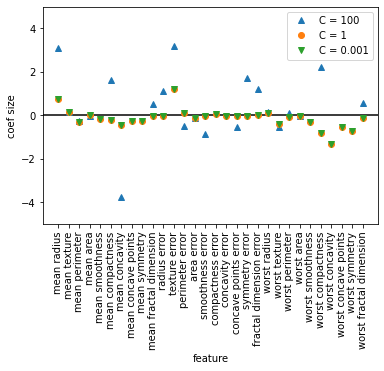 4
2
0
−2
−4
coef size
C = 100
C = 1
C = 0.001
mean radius
mean texture
mean perimeter
mean area
mean smoothness
mean compactness
mean concavity
mean concave points
mean symmetry
mean fractal dimension
radius error
texture error
perimeter error
area error
smoothness error
compactness error
concavity error
concave points error
symmetry error
fractal dimension error
worst radius
worst texture
worst perimeter
worst area
worst smoothness
worst compactness
worst concavity
worst concave points
worst symmetry
worst fractal dimension
feature